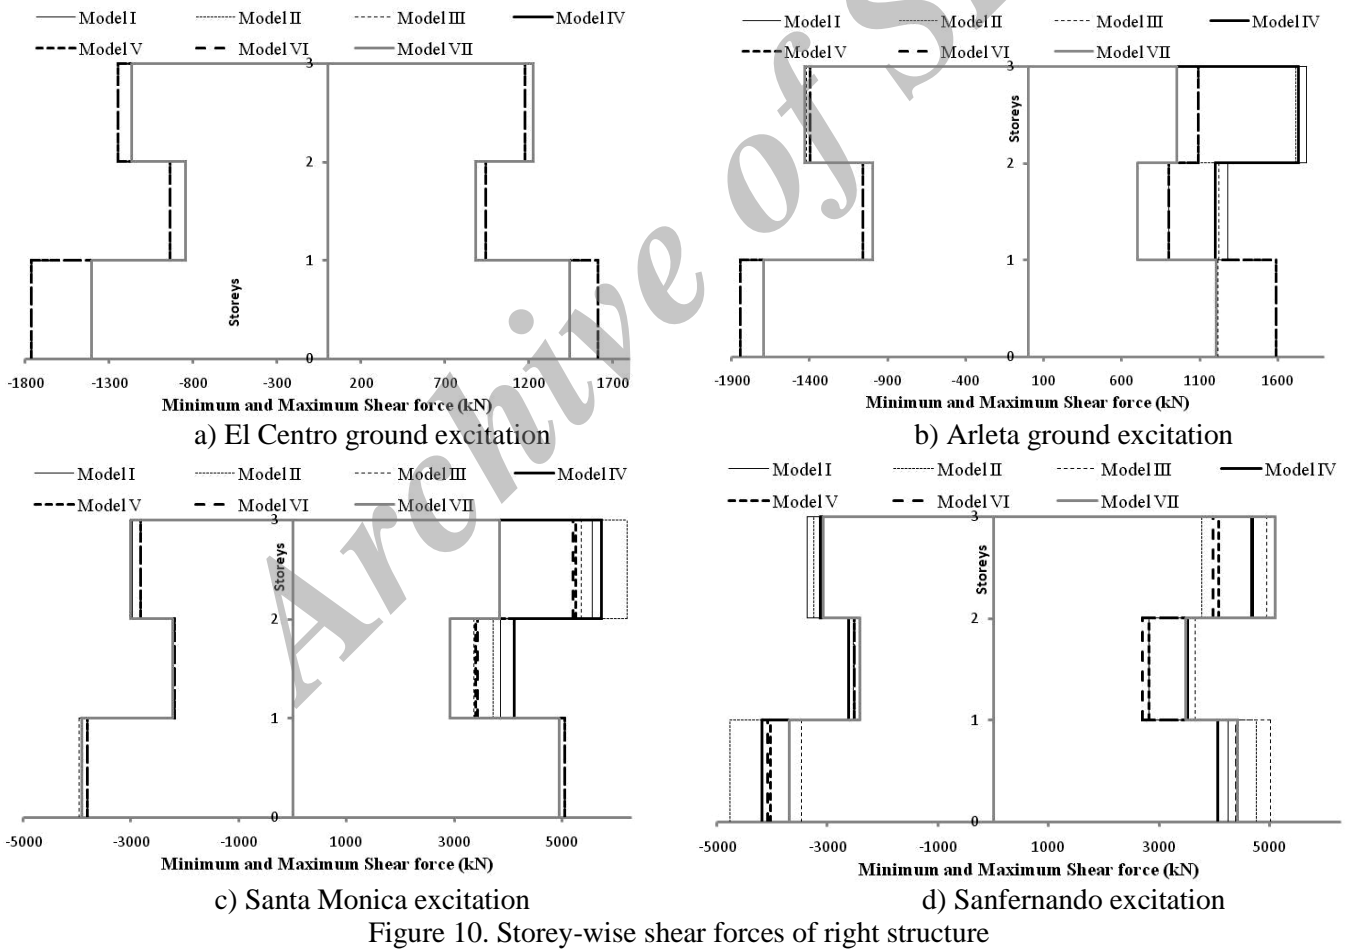 Model I Model II Model III Model IV
Model V Model VI Model VII
3
2
1
0
Storeys
-1800 -1300 -800 -300 200 700 1200 1700
Minimum and Maximum Shear force (kN)
a) El Centro ground excitation
Model I Model II Model III Model IV
Model V Model VI Model VII
3
Storeys
2
1
0
-1900 -1400 -900 -400 100 600 1100 1600
Minimum and Maximum Shear force (kN)
b) Arleta ground excitation
Model I Model II Model III Model IV
Model V Model VI Model VII
3
Storeys
2
1
0
-5000 -3000 -1000 1000 3000 5000
Minimum and Maximum Shear force (kN)
c) Santa Monica excitation
Model I Model II Model III Model IV
Model V Model VI Model VII
3
Storeys
2
1
0
-5000 -3000 -1000 1000 3000 5000
Minimum and Maximum Shear force (kN)
d) Sanfernando excitation
Figure 10. Storey-wise shear forces of right structure
Archive of